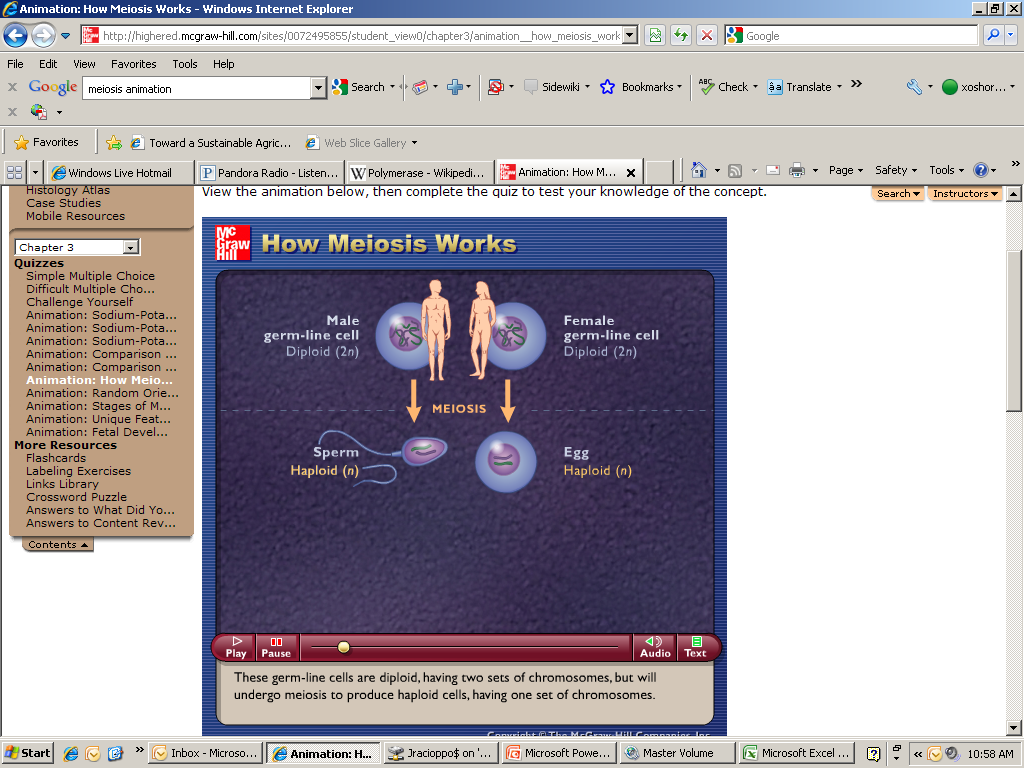 Animation: How Meiosis Works - Windows Internet Explorer
http://highered.mcgraw-hill.com/sites/0072495855/student_view0/chapter3/animation__how_meiosis_work
Google
File Edit View Favorites Tools Help
x Google meiosis animation Search Sidewiki Bookmarks ABC Check Translate xoshor...
x
Favorites Toward a Sustainable Agric... Web Slice Gallery
Windows Live Hotmail Pandora Radio - Listen... Polymerase - Wikipedi... Animation: How M... Page Safety Tools
Histology Atlas
Case Studies
Mobile Resources
Chapter 3
Quizzes
Simple Multiple Choice
Difficult Multiple Cho...
Challenge Yourself
Animation: Sodium-Pota...
Animation: Sodium-Pota...
Animation: Sodium-Pota...
Animation: Comparison ...
Animation: Comparison ...
Animation: How Meio...
Animation: Random Orie...
Animation: Stages of M...
Animation: Unique Feat...
Animation: Fetal Devel...
More Resources
Flashcards
Labeling Exercises
Links Library
Crossword Puzzle
Answers to What Did Yo...
Answers to Content Rev...
Contents
View the animation below, then complete the quiz to test your knowledge of the concept.
Search Instructors
Mc
Graw
Hill
How Meiosis Works
Male
germ-line cell
Diploid (2n)
Female
germ-line cell
Diploid (2n)
MEIOSIS
Sperm
Haploid (n)
Egg
Haploid (n)
Play Pause Audio Text
These germ-line cells are diploid, having two sets of chromosomes, but will
undergo meiosis to produce haploid cells, having one set of chromosomes.
Copyright © The McGraw-Hill Companies, Inc.
Start Inbox - Microso... Animation: H... Jracioppo$ on '... Microsoft Powe... Master Volume Microsoft Excel ... 10:58 AM